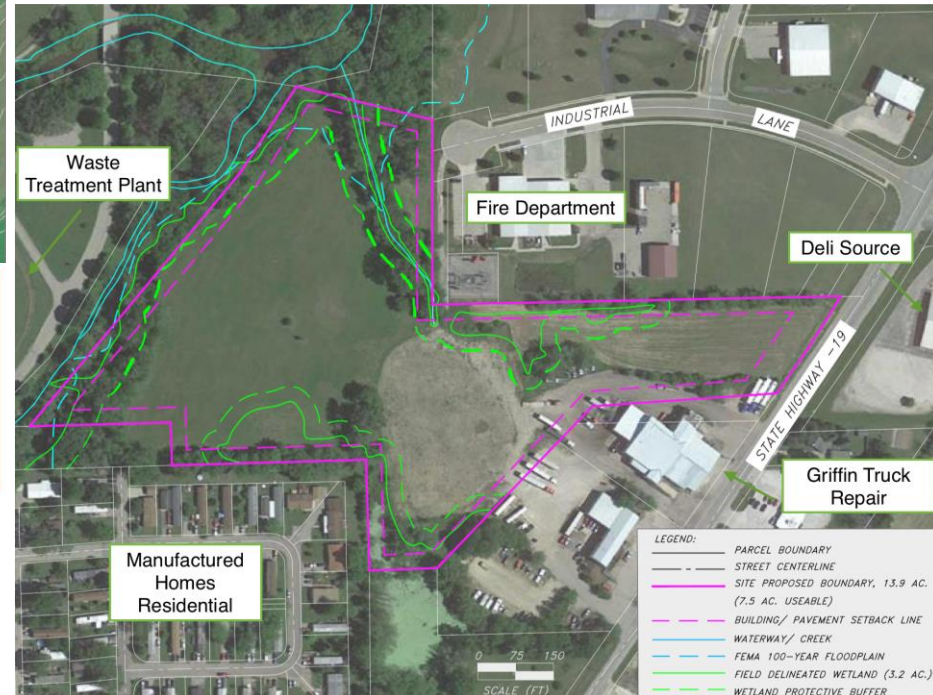 INDUSTRIAL
LANE
Waste
Treatment Plant
Fire Department
Deli Source
STATE HIGHWAY -19
Griffin Truck
Repair
Manufactured
Homes
Residential
0 75 150
SCALE (FT)
LEGEND:
PARCEL BOUNDARY
STREET CENTERLINE
SITE PROPOSED BOUNDARY, 13.9 AC.
(7.5 AC. USEABLE)
BUILDING/ PAVEMENT SETBACK LINE
WATERWAY/ CREEK
FEMA 100-YEAR FLOODPLAIN
FIELD DELINEATED WETLAND (3.2 AC.)
WETLAND PROTECTIVE BUFFER